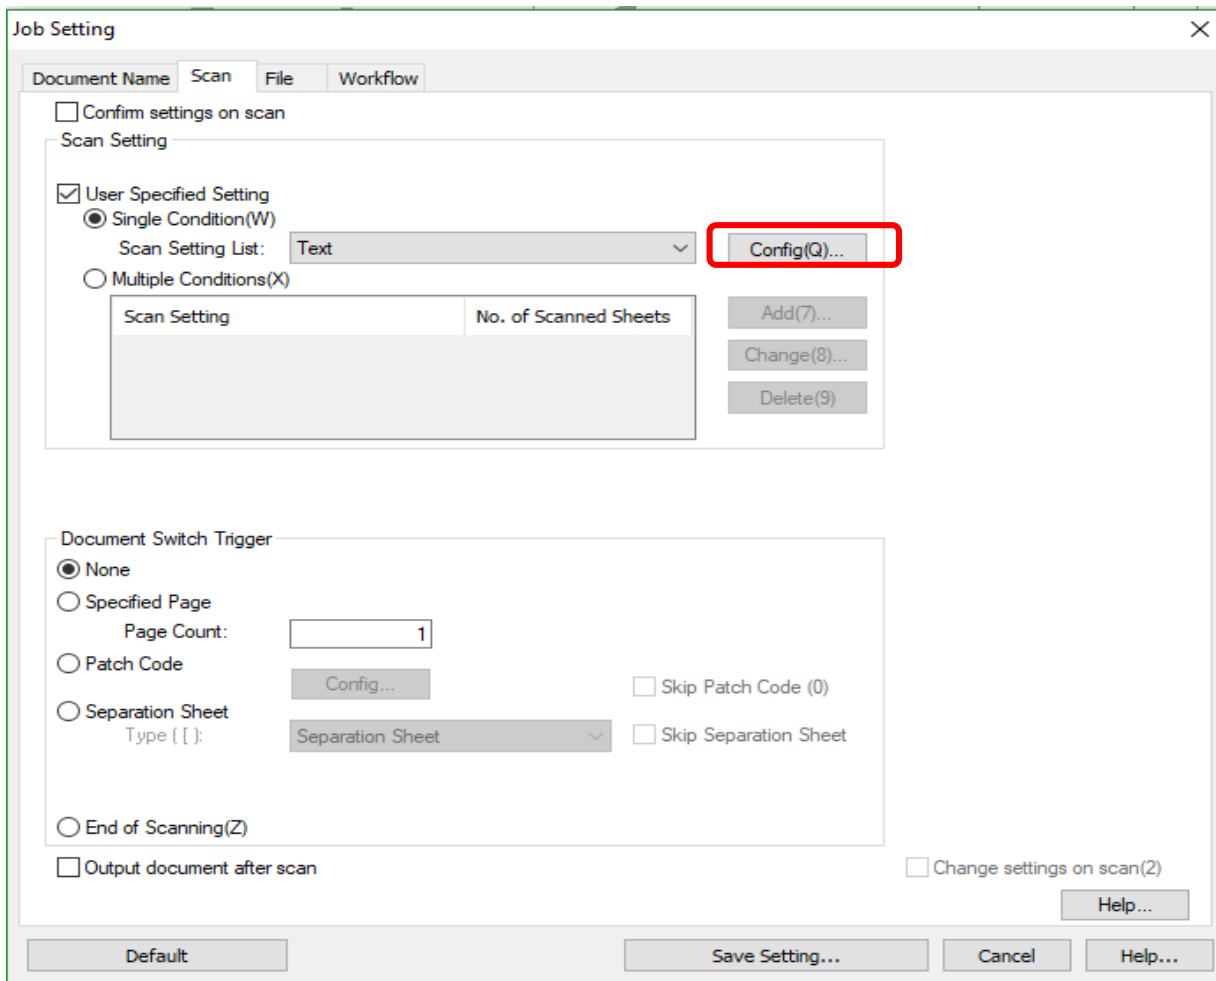 Job Setting
Document Name Scan File Workflow
Confirm settings on scan
Scan Setting
User Specified Setting
Single Condition(W)
Scan Setting List: Text Config(Q)...
Multiple Conditions(X)
Scan Setting No. of Scanned Sheets Add(7)...
Change(8)...
Delete(9)
Document Switch Trigger
None
Specified Page
Page Count: 1
Patch Code
Config... Skip Patch Code (0)
Separation Sheet
Type ( [ ): Separation Sheet Skip Separation Sheet
End of Scanning(Z)
Output document after scan Change settings on scan(2)
Help...
Default Save Setting... Cancel Help...